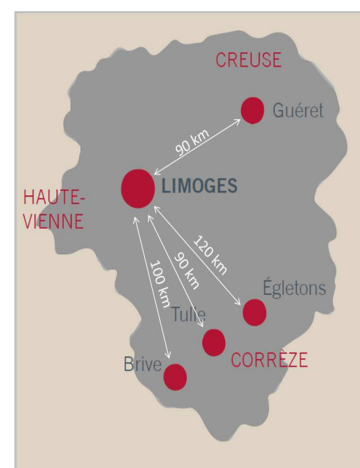 CREUSE
Guéret
90 km
LIMOGES
HAUTE-
VIENNE
120 km
90 km
100 km
Égletons
Tulle
Brive
CORRÈZE